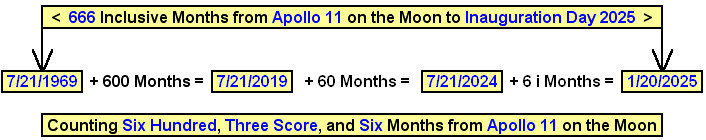 < 666 Inclusive Months from Apollo 11 on the Moon to Inauguration Day 2025 >
7/21/1969 + 600 Months = 7/21/2019 + 60 Months = 7/21/2024 + 6 i Months = 1/20/2025
Counting Six Hundred, Three Score, and Six Months from Apollo 11 on the Moon